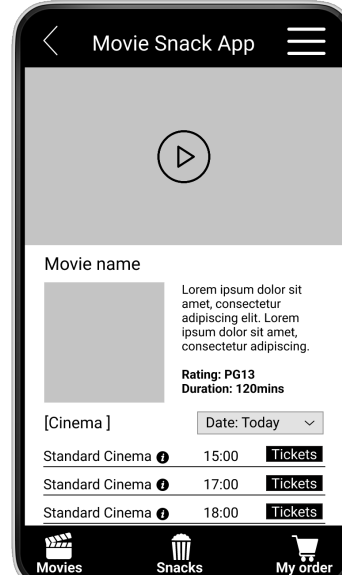 Movie Snack App
Movie name
Lorem ipsum dolor sit
amet, consectetur
adipiscing elit. Lorem
ipsum dolor sit amet,
consectetur adipiscing.
Rating: PG13
Duration: 120mins
[Cinema ]
Date: Today
Standard Cinema i 15:00 Tickets
Standard Cinema i 17:00 Tickets
Standard Cinema i 18:00 Tickets
Movies Snacks My order